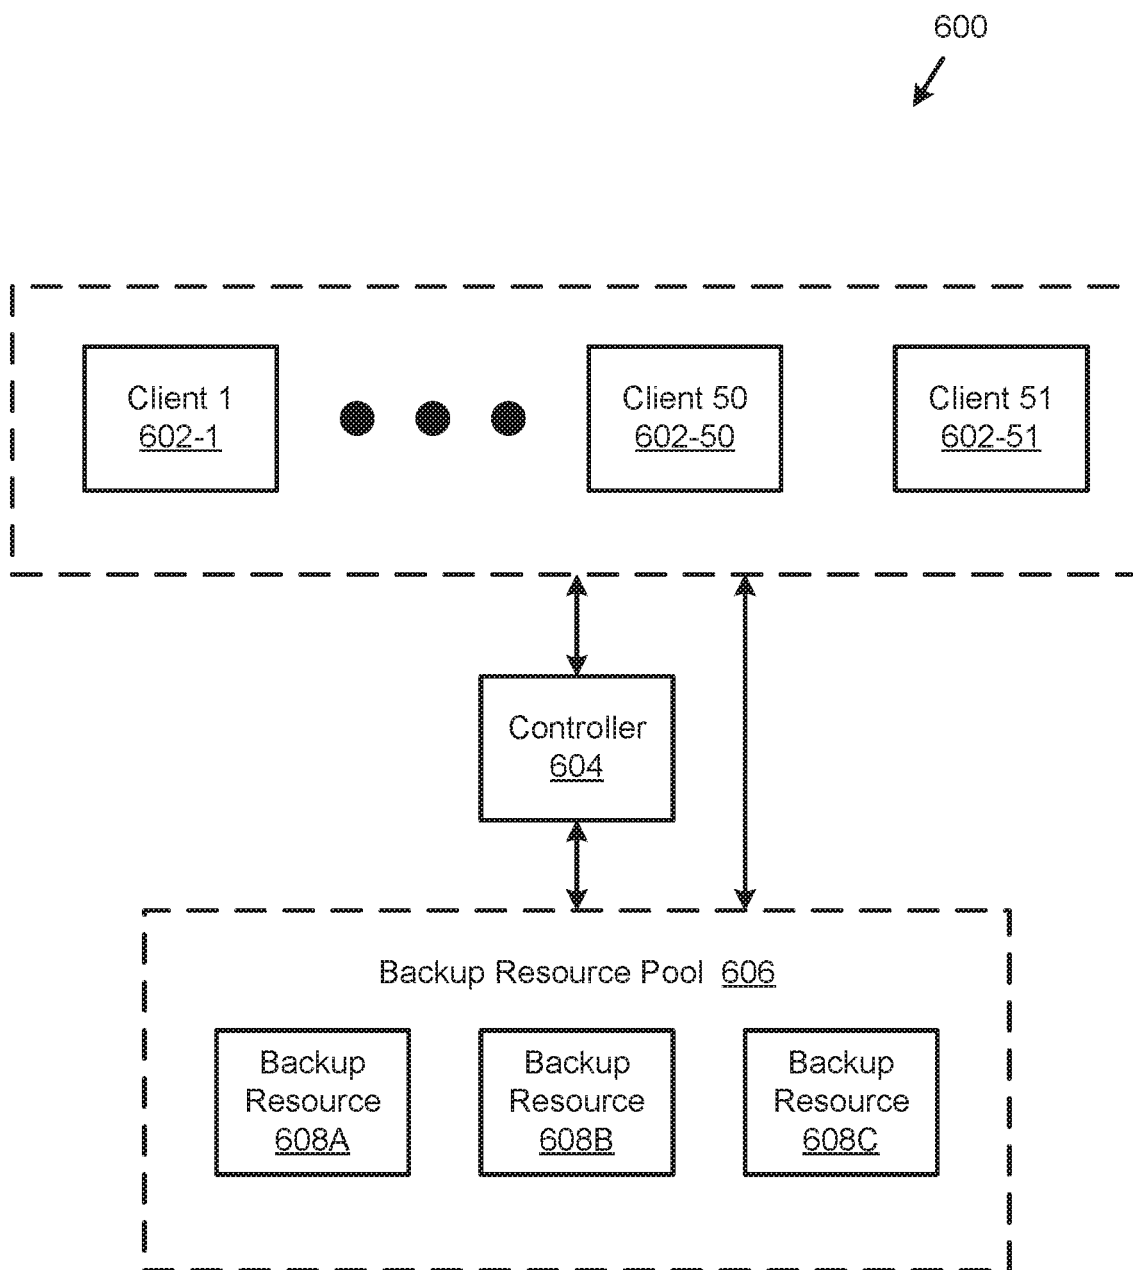 600
Client 1
602-1
Client 50
602-50
Client 51
602-51
Controller
604
Backup Resource Pool 606
Backup
Resource
608A
Backup
Resource
608B
Backup
Resource
608C